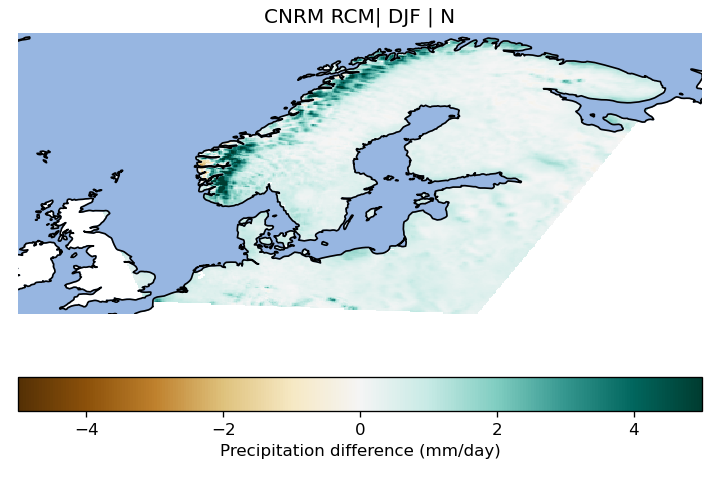 CNRM RCM| DJF | N
−4 −2 0 2 4
Precipitation difference (mm/day)